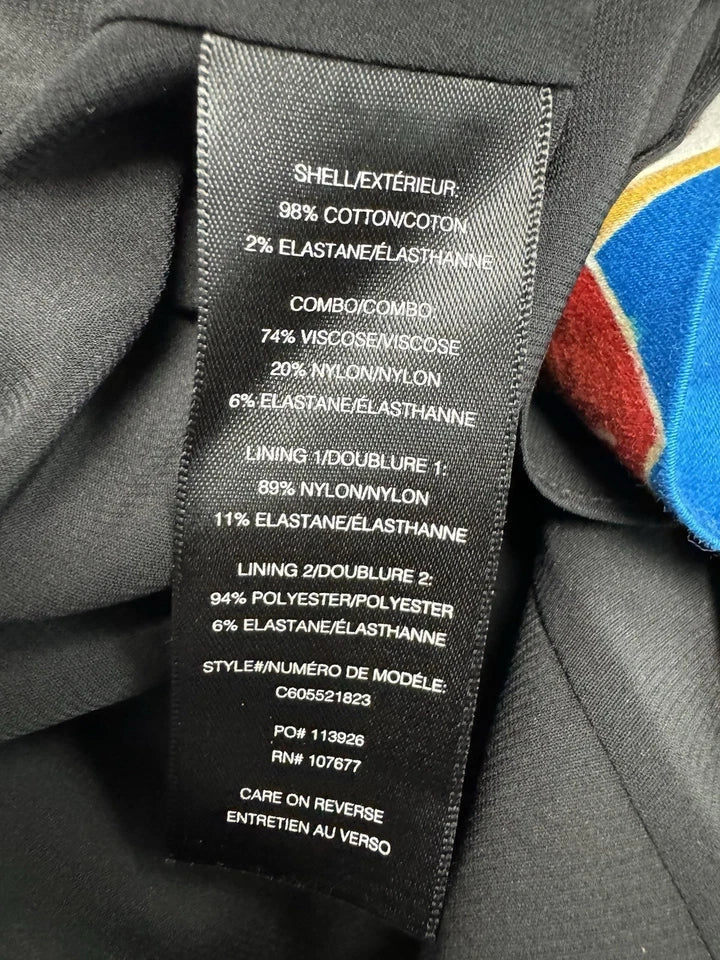 SHELL/EXTÉRIEUR:
98% COTTON/COTON
2% ELASTANE/ÉLASTHANNE
COMBO/COMBO:
74% VISCOSE/VISCOSE
20% NYLON/NYLON
6% ELASTANE/ÉLASTHANNE
LINING 1/DOUBLURE 1:
89% NYLON/NYLON
11% ELASTANE/ÉLASTHANNE
LINING 2/DOUBLURE 2:
94% POLYESTER/POLYESTER
6% ELASTANE/ÉLASTHANNE
STYLE#/NUMÉRO DE MODÉLE:
C605521823
PO# 113926
RN# 107677
CARE ON REVERSE
ENTRETIEN AU VERSO